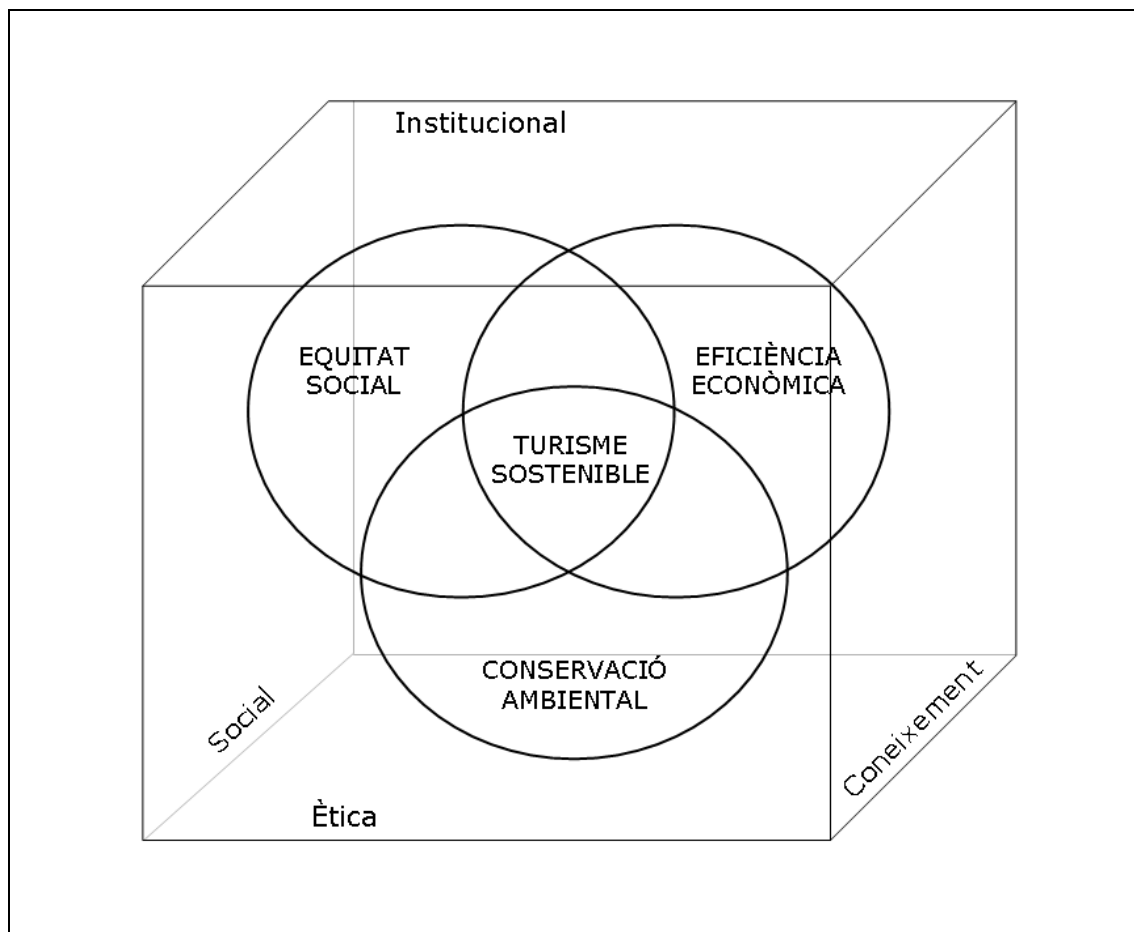 Institucional
EQUITAT
SOCIAL
EFICIÈNCIA
ECONÒMICA
TURISME
SOSTENIBLE
CONSERVACIÓ
AMBIENTAL
Social
Coneixement
Ètica